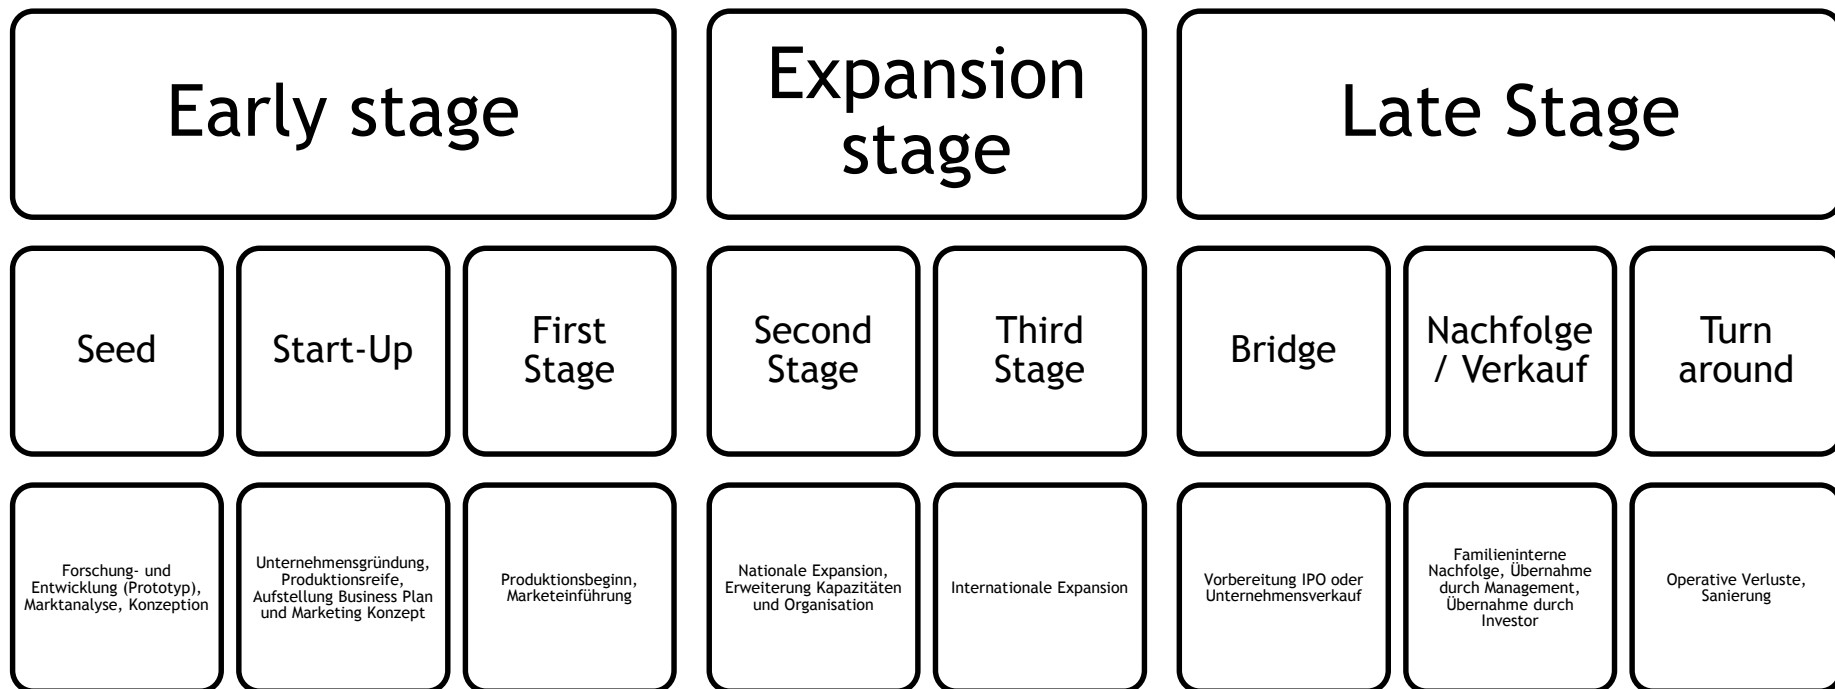 Early stage
Expansion
stage
Late Stage
Seed
Start-Up
First
Stage
Second
Stage
Third
Stage
Bridge
Nachfolge
/ Verkauf
Turn
around
Forschung- und
Entwicklung (Prototyp),
Marktanalyse, Konzeption
Unternehmensgründung,
Produktionsreife,
Aufstellung Business Plan
und Marketing Konzept
Produktionsbeginn,
Marketeinführung
Nationale Expansion,
Erweiterung Kapazitäten
und Organisation
Internationale Expansion
Vorbereitung IPO oder
Unternehmensverkauf
Familieninterne
Nachfolge, Übernahme
durch Management,
Übernahme durch
Investor
Operative Verluste,
Sanierung